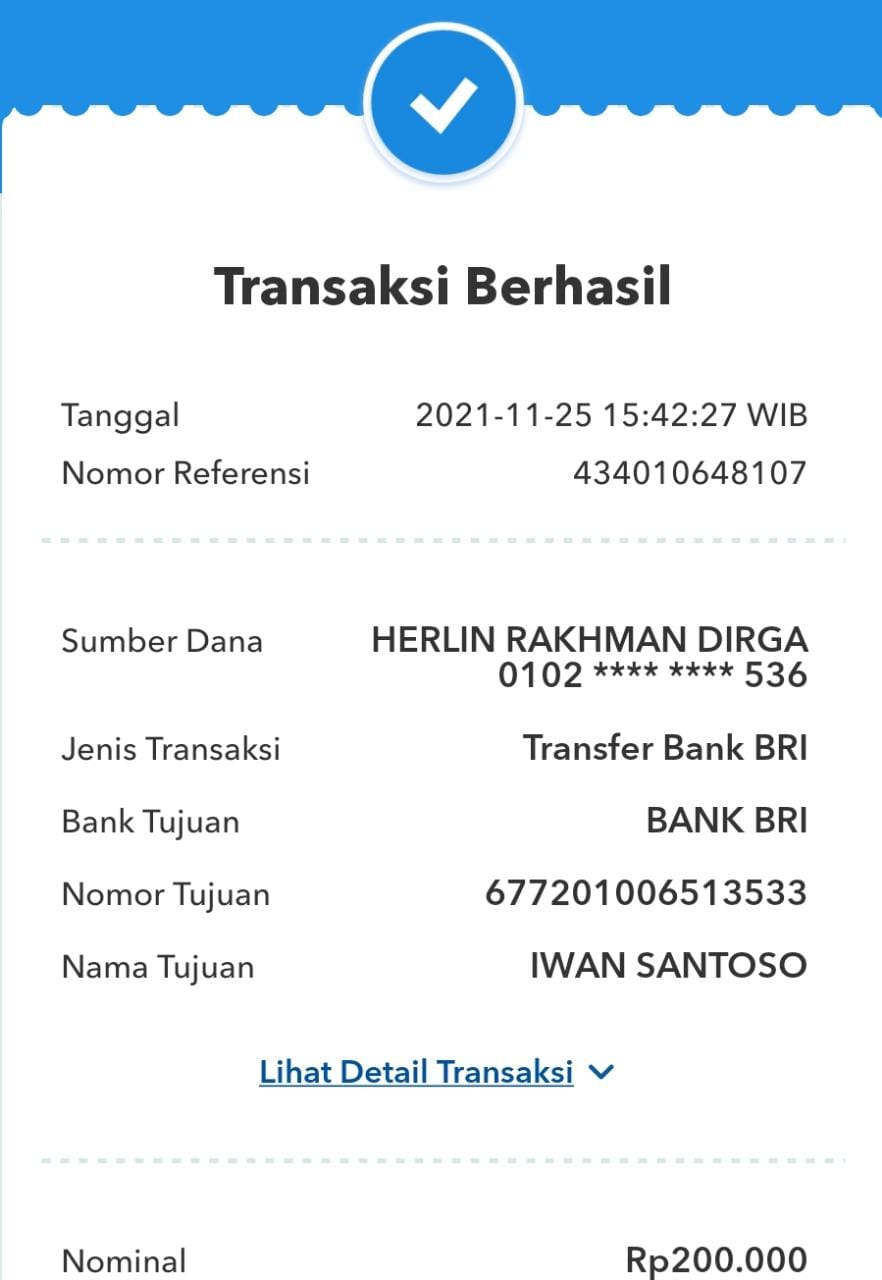 Transaksi Berhasil
Tanggal 2021-11-25 15:42:27 WIB
Nomor Referensi 434010648107
Sumber Dana HERLIN RAKHMAN DIRGA
0102 **** **** 536
Jenis Transaksi Transfer Bank BRI
Bank Tujuan BANK BRI
Nomor Tujuan 677201006513533
Nama Tujuan IWAN SANTOSO
Lihat Detail Transaksi
Nominal Rp200.000